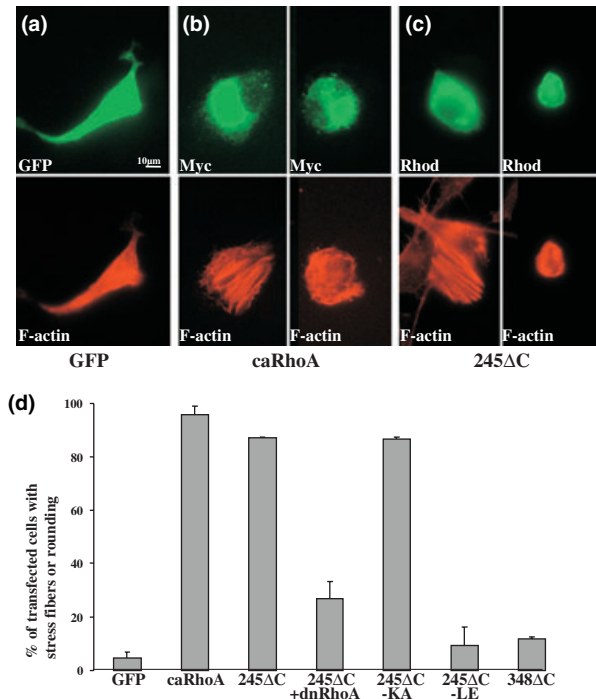 (a) (b) (c)
GFP 10μm Myc Myc Rhod Rhod
F-actin F-actin F-actin F-actin F-actin
GFP caRhoA 245ΔC
(d)
% of transfected cells with
stress fibers or rounding
100
80
60
40
20
0
GFP caRhoA 245ΔC 245ΔC 245ΔC 245ΔC 348ΔC
+dnRhoA -KA -LE